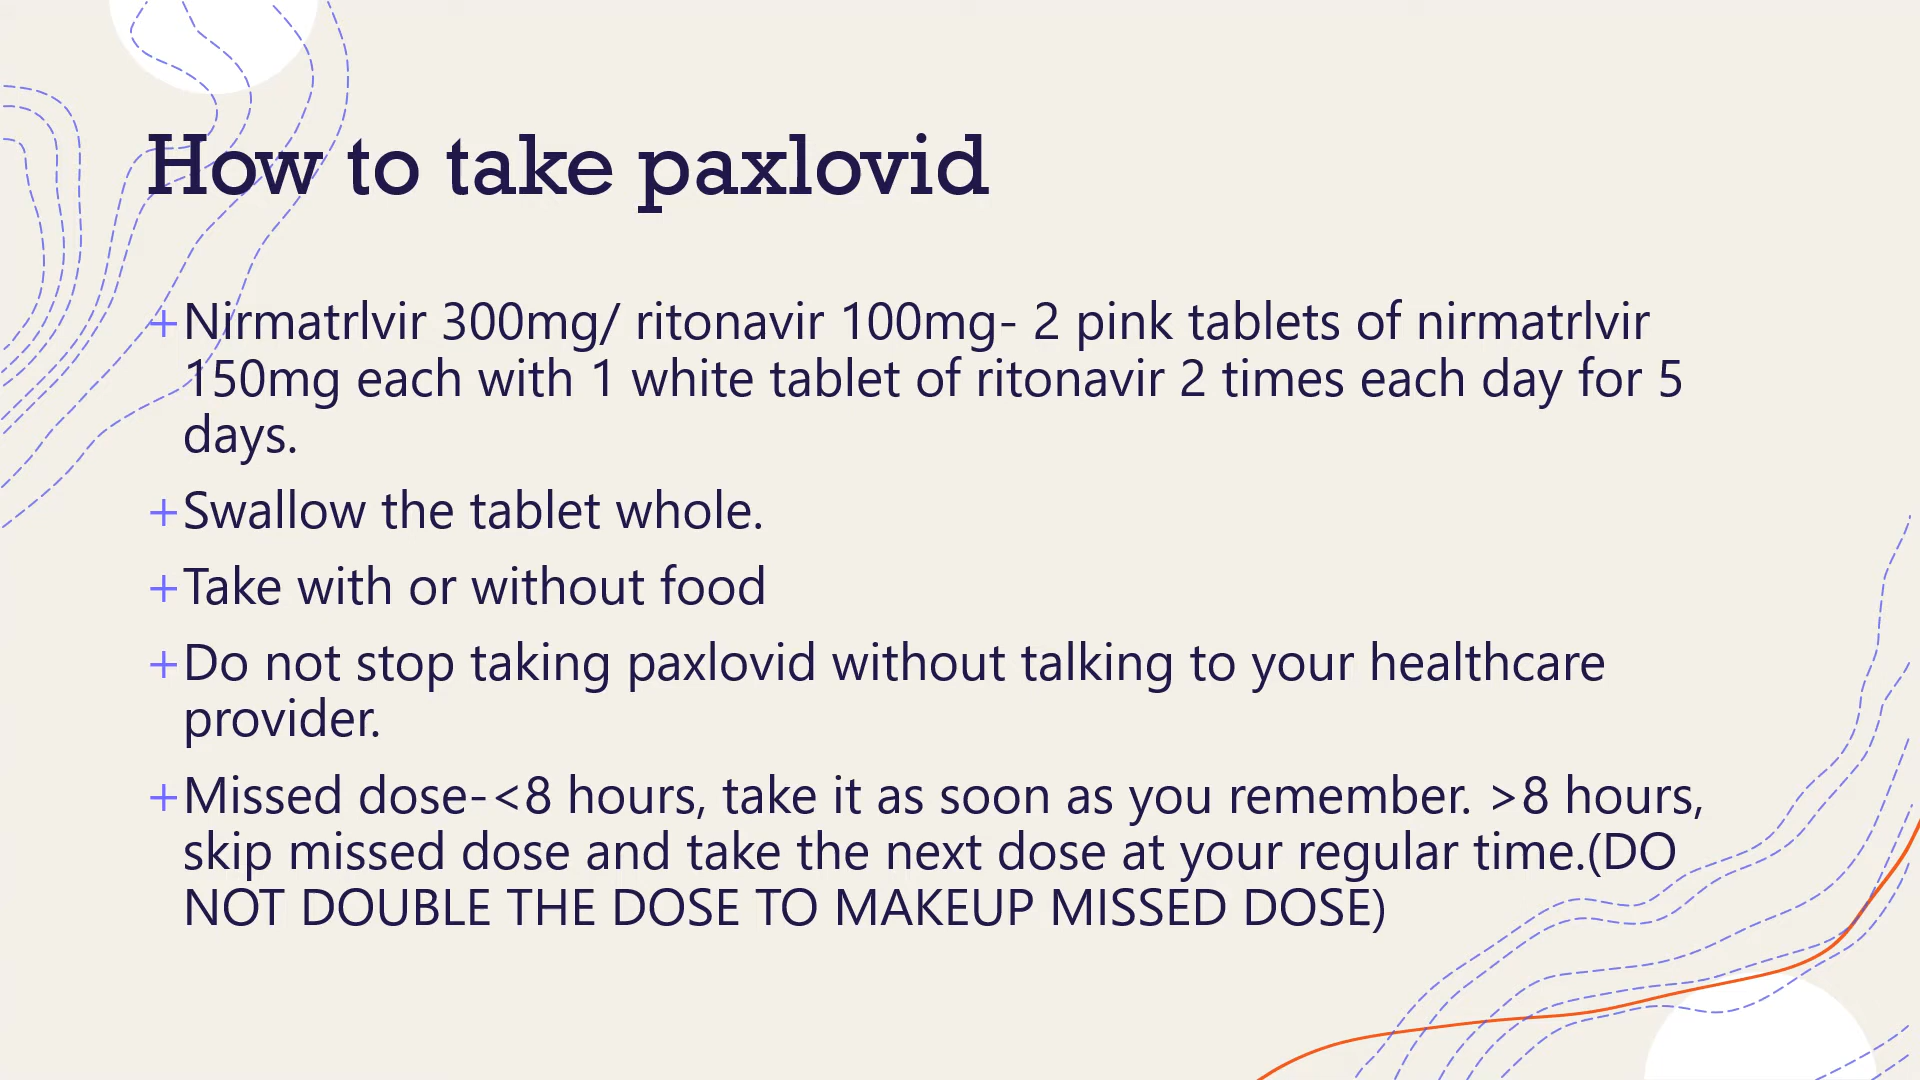 How to take paxlovid
+Nirmatrlvir 300mg/ ritonavir 100mg- 2 pink tablets of nirmatrlvir
150mg each with 1 white tablet of ritonavir 2 times each day for 5
days.
+Swallow the tablet whole.
+Take with or without food
+Do not stop taking paxlovid without talking to your healthcare
provider.
+Missed dose-<8 hours, take it as soon as you remember. >8 hours,
skip missed dose and take the next dose at your regular time.(DO
NOT DOUBLE THE DOSE TO MAKEUP MISSED DOSE)